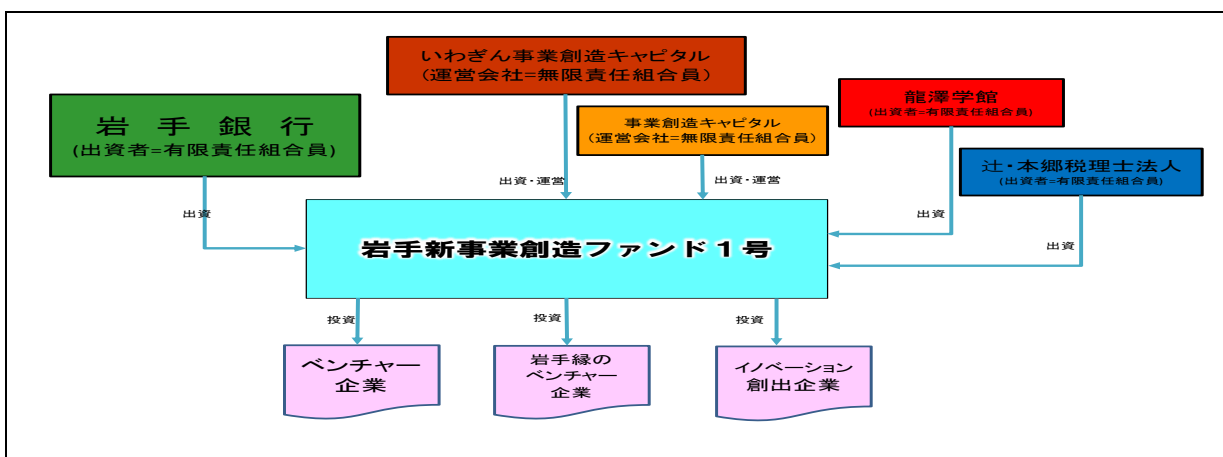 いわぎん事業創造キャピタル
(運営会社=無限責任組合員)
岩手銀行
(出資者=有限責任組合員)
事業創造キャピタル
(運営会社=無限責任組合員)
龍澤学館
(出資者=有限責任組合員)
辻・本郷税理士法人
(出資者=有限責任組合員)
出資・運営
出資・運営
出資
出資
出資
岩手新事業創造ファンド1号
投資
投資
投資
ベンチャー
企業
岩手縁の
ベンチャー
企業
イノベーション
創出企業